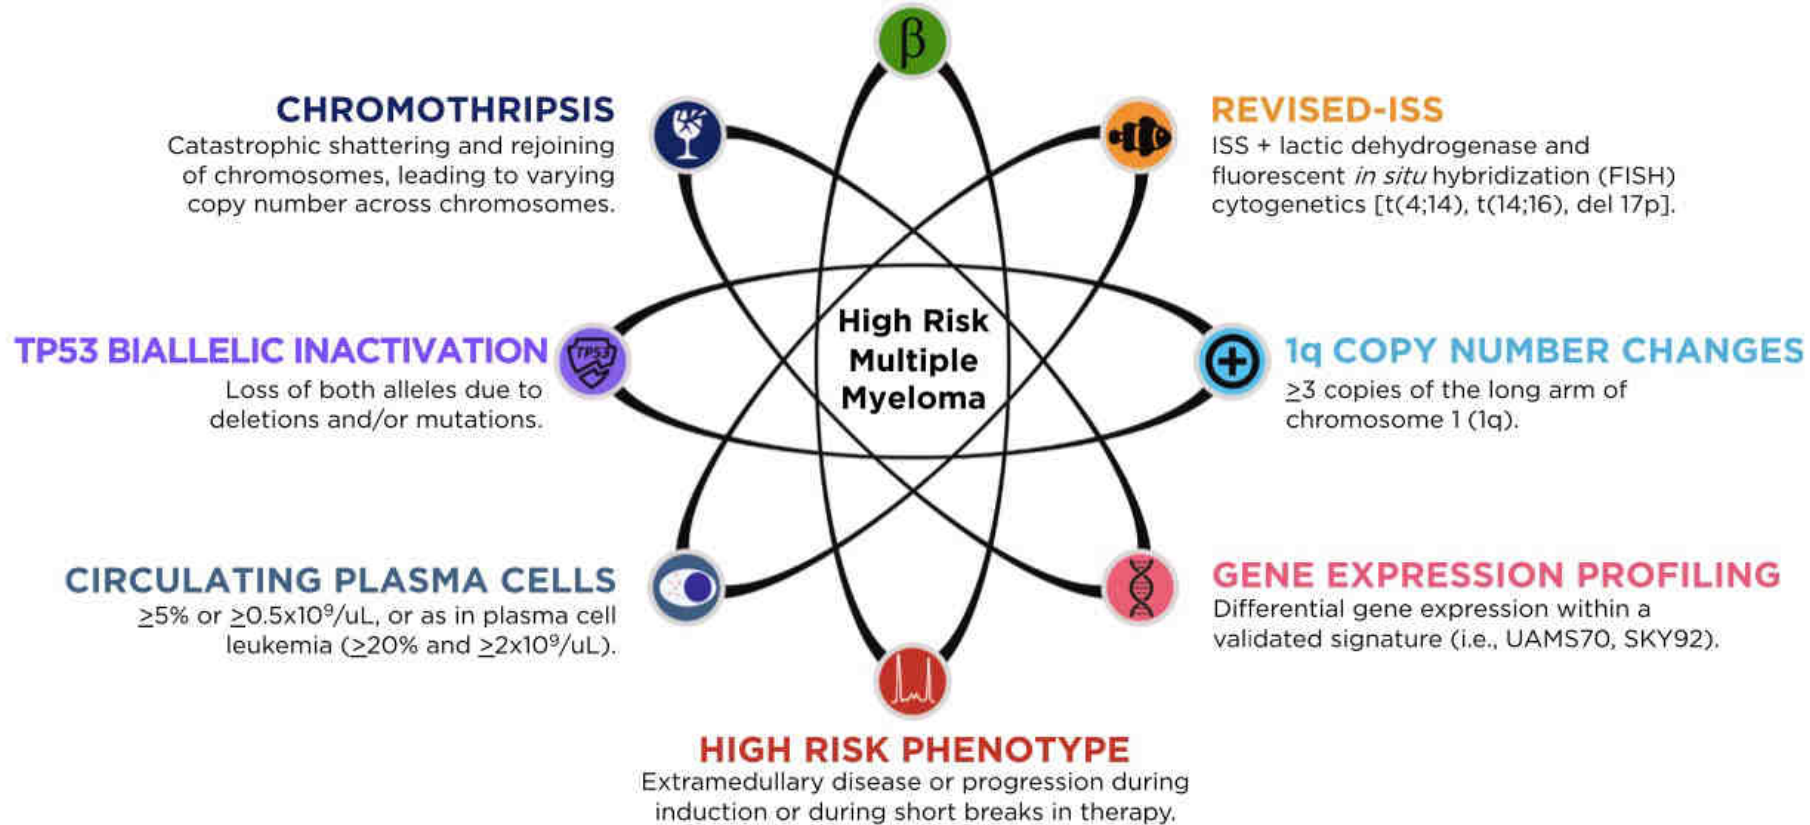 β
CHROMOTHRIPSIS
Catastrophic shattering and rejoining
of chromosomes, leading to varying
copy number across chromosomes.
REVISED-ISS
ISS + lactic dehydrogenase and
fluorescent in situ hybridization (FISH)
cytogenetics [t(4;14), t(14;16), del 17p].
TP53 BIALLELIC INACTIVATION
Loss of both alleles due to
deletions and/or mutations.
TP53
High Risk
Multiple
Myeloma
1q COPY NUMBER CHANGES
≥3 copies of the long arm of
chromosome 1 (1q).
CIRCULATING PLASMA CELLS
≥5% or ≥0.5x10⁹/uL, or as in plasma cell
leukemia (≥20% and ≥2x10⁹/uL).
GENE EXPRESSION PROFILING
Differential gene expression within a
validated signature (i.e., UAMS70, SKY92).
HIGH RISK PHENOTYPE
Extramedullary disease or progression during
induction or during short breaks in therapy.